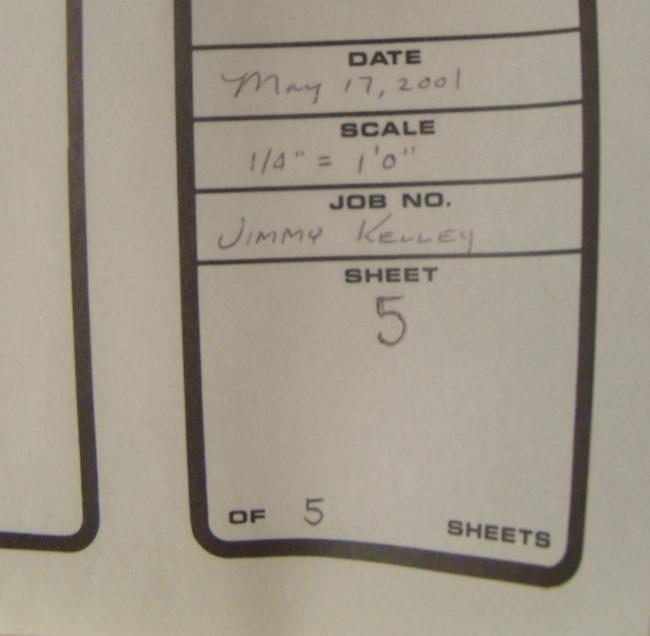 DATE
May 17, 2001
SCALE
1/4" = 1'0"
JOB NO.
JIMMY KELLEY
SHEET
5
OF 5 SHEETS